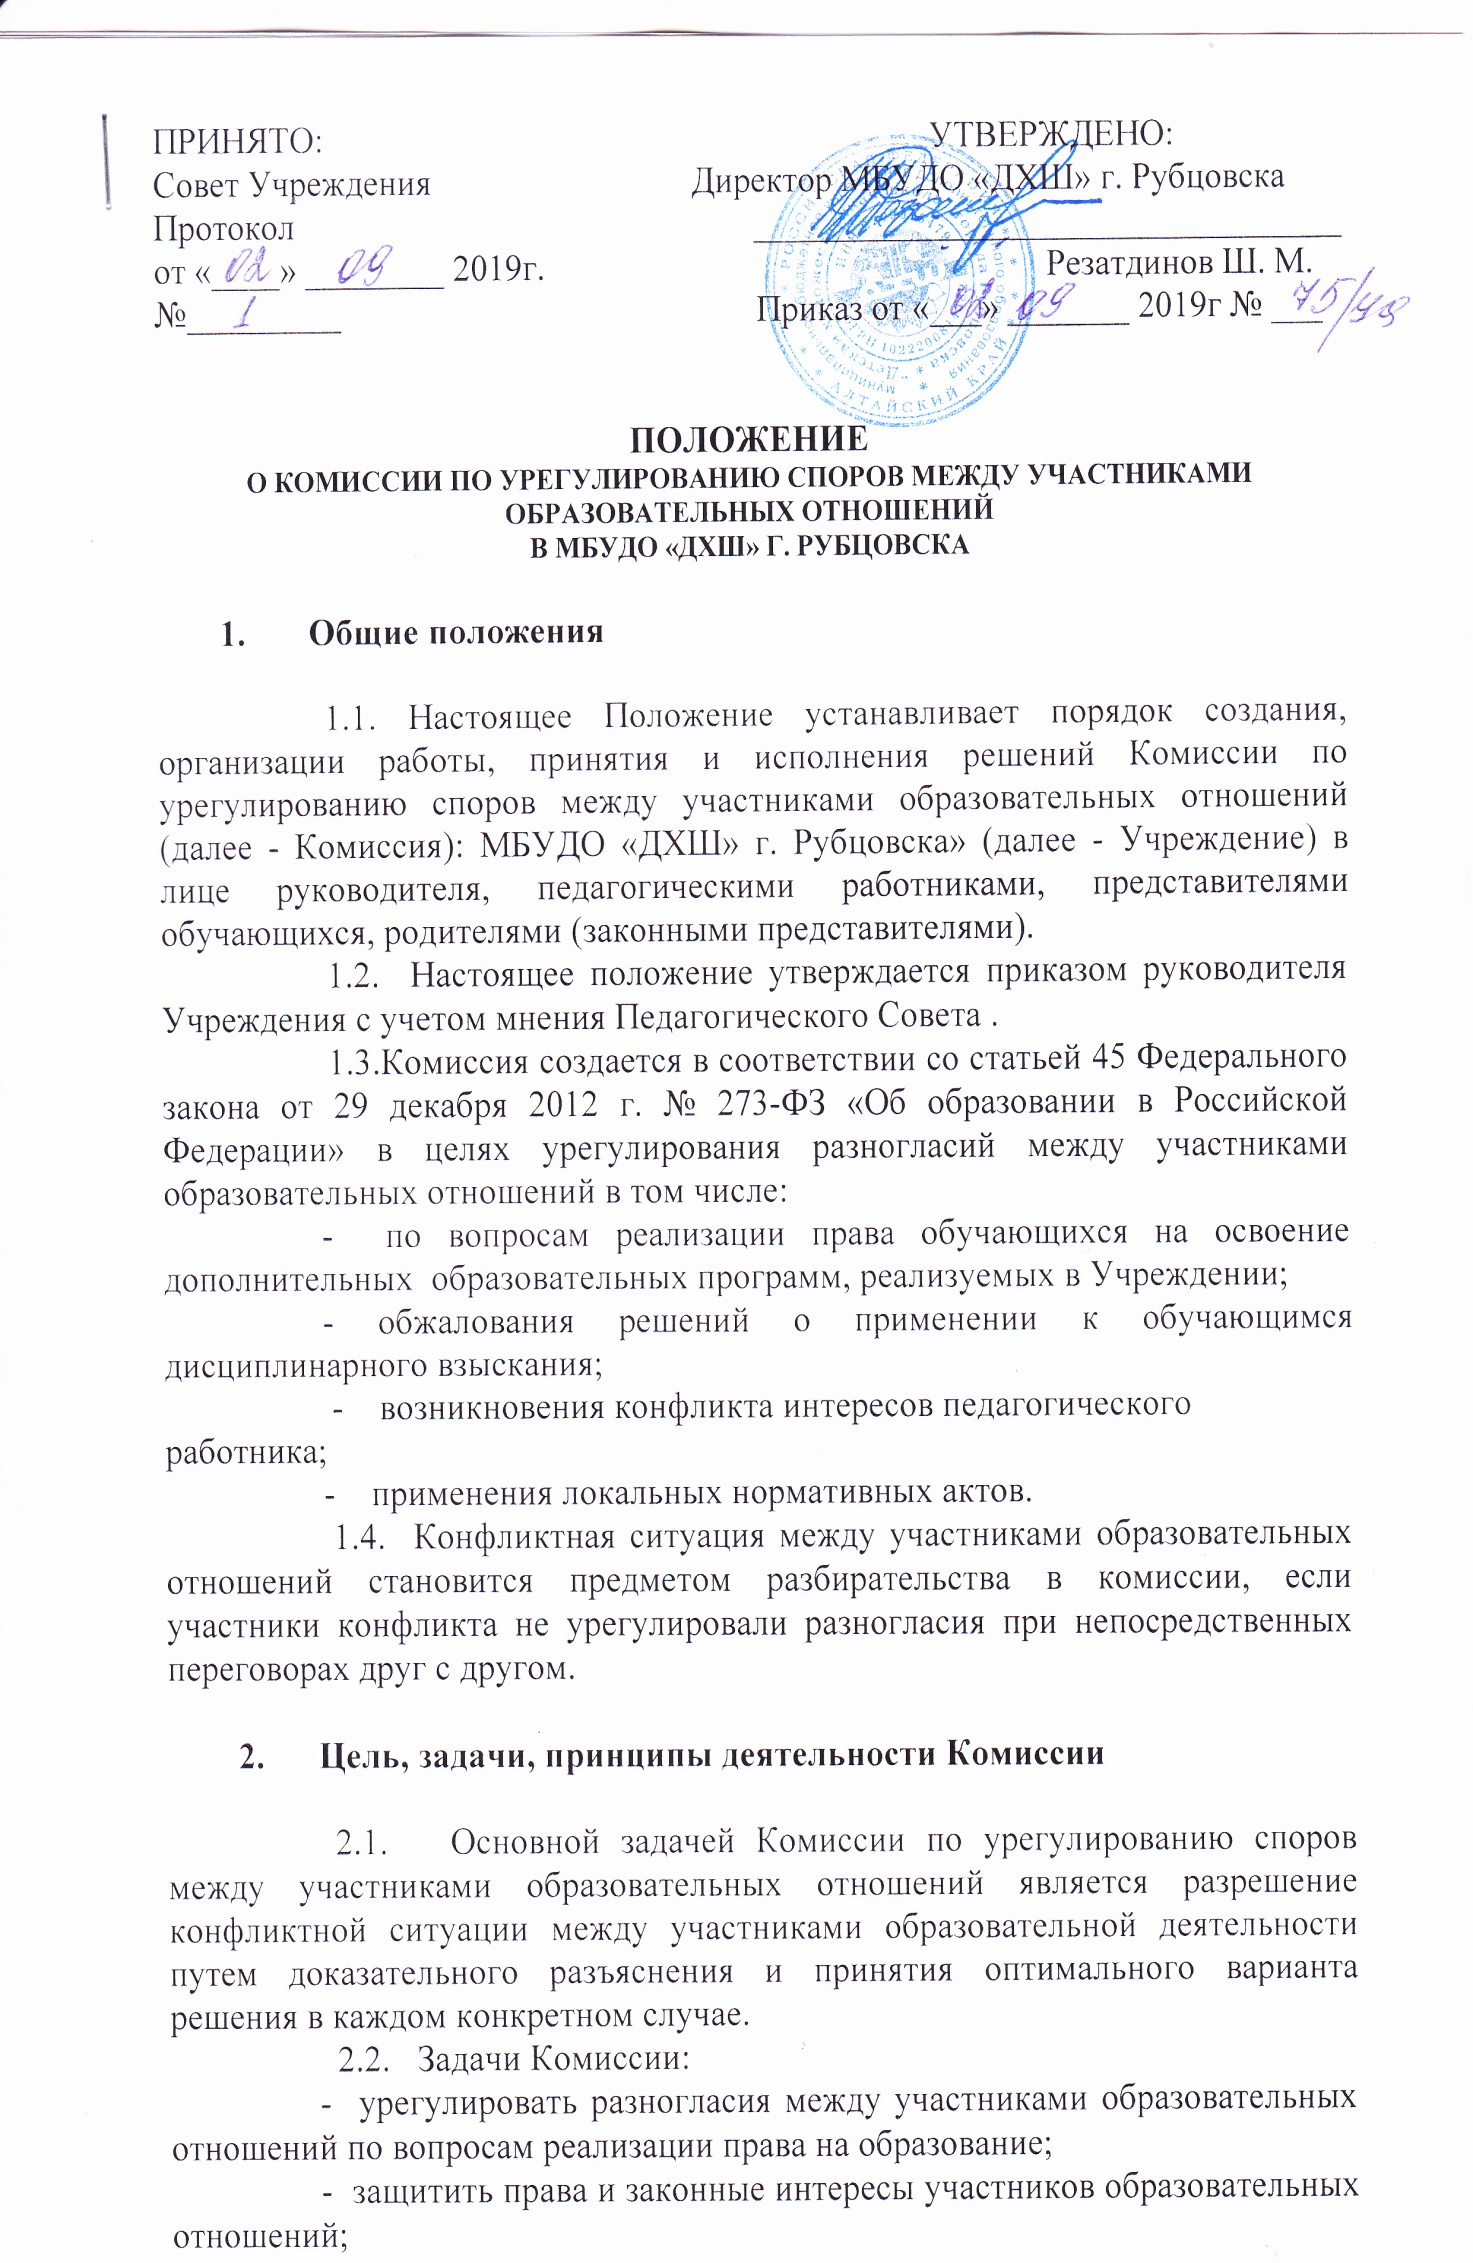 ПРИНЯТО:
Совет Учреждения
Протокол
от «02» 09 2019г.
№ 1
УТВЕРЖДЕНО:
Директор МБУДО «ДХШ» г. Рубцовска
Резатдинов Ш. М.
Приказ от «02» 09 2019г № 75/
АЛТАЙСКИЙ КРАЙ
ПОЛОЖЕНИЕ
О КОМИССИИ ПО УРЕГУЛИРОВАНИЮ СПОРОВ МЕЖДУ УЧАСТНИКАМИ
ОБРАЗОВАТЕЛЬНЫХ ОТНОШЕНИЙ
В МБУДО «ДХШ» Г. РУБЦОВСКА
1. Общие положения
1.1. Настоящее Положение устанавливает порядок создания,
организации работы, принятия и исполнения решений Комиссии по
урегулированию споров между участниками образовательных отношений
(далее - Комиссия): МБУДО «ДХШ» г. Рубцовска» (далее - Учреждение) в
лице руководителя, педагогическими работниками, представителями
обучающихся, родителями (законными представителями).
1.2. Настоящее положение утверждается приказом руководителя
Учреждения с учетом мнения Педагогического Совета .
1.3.Комиссия создается в соответствии со статьей 45 Федерального
закона от 29 декабря 2012 г. № 273-ФЗ «Об образовании в Российской
Федерации» в целях урегулирования разногласий между участниками
образовательных отношений в том числе:
- по вопросам реализации права обучающихся на освоение
дополнительных образовательных программ, реализуемых в Учреждении;
- обжалования решений о применении к обучающимся
дисциплинарного взыскания;
- возникновения конфликта интересов педагогического
работника;
- применения локальных нормативных актов.
1.4. Конфликтная ситуация между участниками образовательных
отношений становится предметом разбирательства в комиссии, если
участники конфликта не урегулировали разногласия при непосредственных
переговорах друг с другом.
2. Цель, задачи, принципы деятельности Комиссии
2.1. Основной задачей Комиссии по урегулированию споров
между участниками образовательных отношений является разрешение
конфликтной ситуации между участниками образовательной деятельности
путем доказательного разъяснения и принятия оптимального варианта
решения в каждом конкретном случае.
2.2. Задачи Комиссии:
- урегулировать разногласия между участниками образовательных
отношений по вопросам реализации права на образование;
- защитить права и законные интересы участников образовательных
отношений;